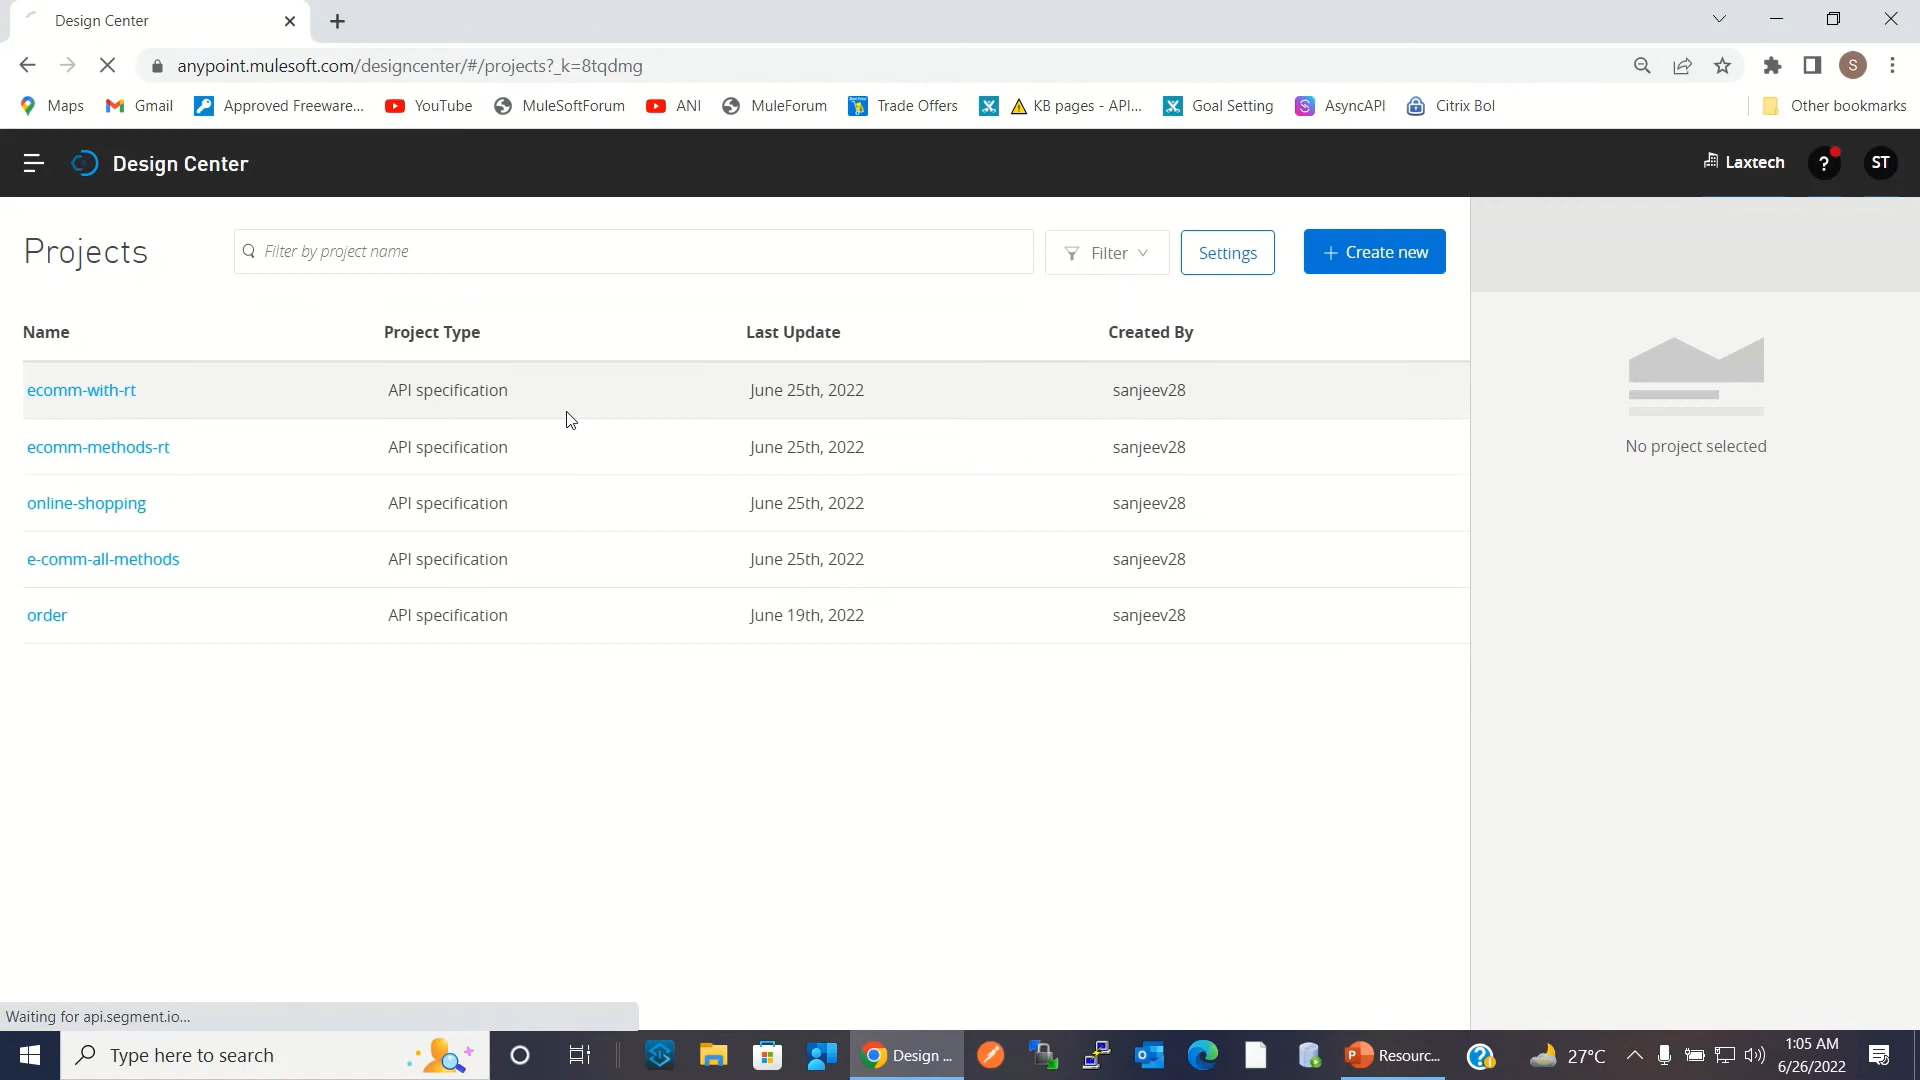 Design Center
anypoint.mulesoft.com/designcenter/#/projects?_k=8tqdmg
S
Maps
Gmail
Approved Freeware...
YouTube
MuleSoftForum
ANI
MuleForum
Trade Offers
KB pages - API...
Goal Setting
AsyncAPI
Citrix Bol
Other bookmarks
Design Center
Laxtech
?
ST
Projects
Filter by project name
Filter
Settings
+ Create new
Name Project Type Last Update Created By
ecomm-with-rt API specification June 25th, 2022 sanjeev28
ecomm-methods-rt API specification June 25th, 2022 sanjeev28
online-shopping API specification June 25th, 2022 sanjeev28
e-comm-all-methods API specification June 25th, 2022 sanjeev28
order API specification June 19th, 2022 sanjeev28
No project selected
Waiting for api.segment.io...
Type here to search
Design ...
Resourc...
27°C
1:05 AM
6/26/2022